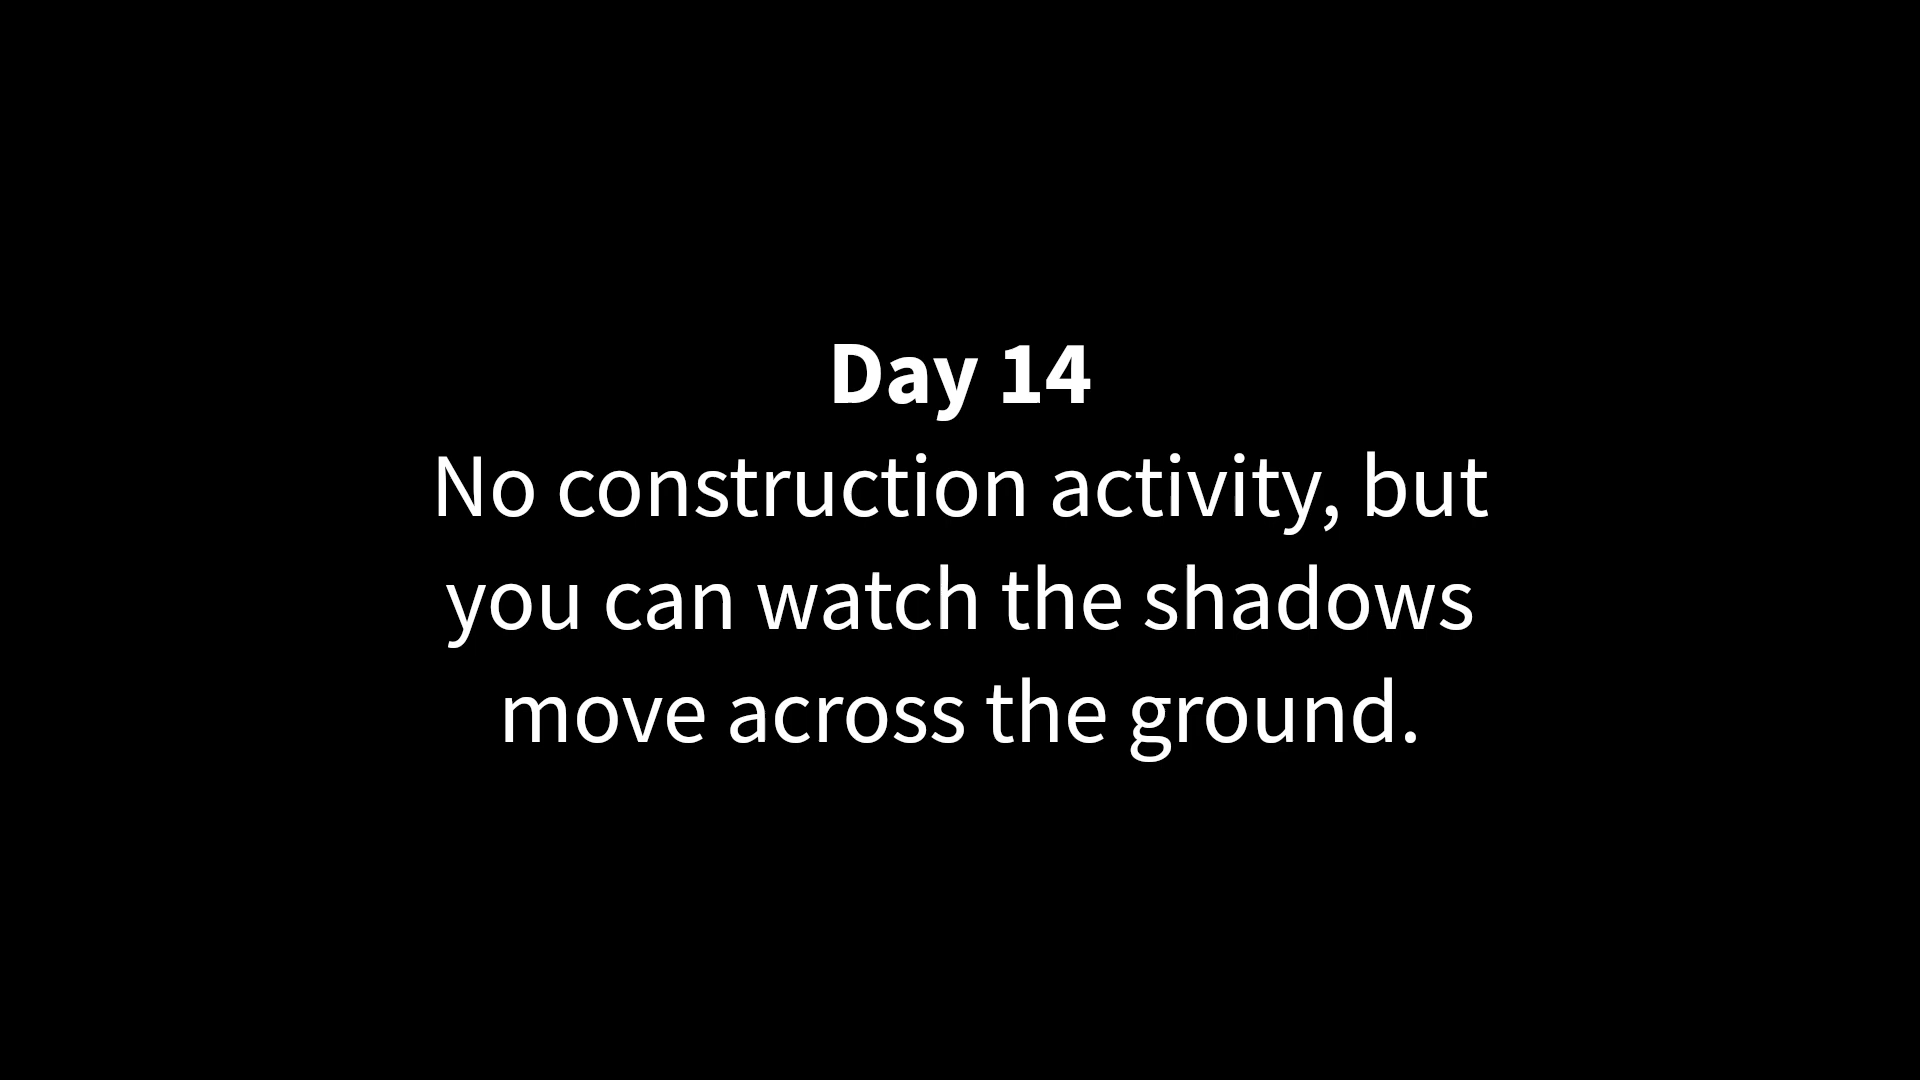 Day 14
No construction activity, but
you can watch the shadows
move across the ground.